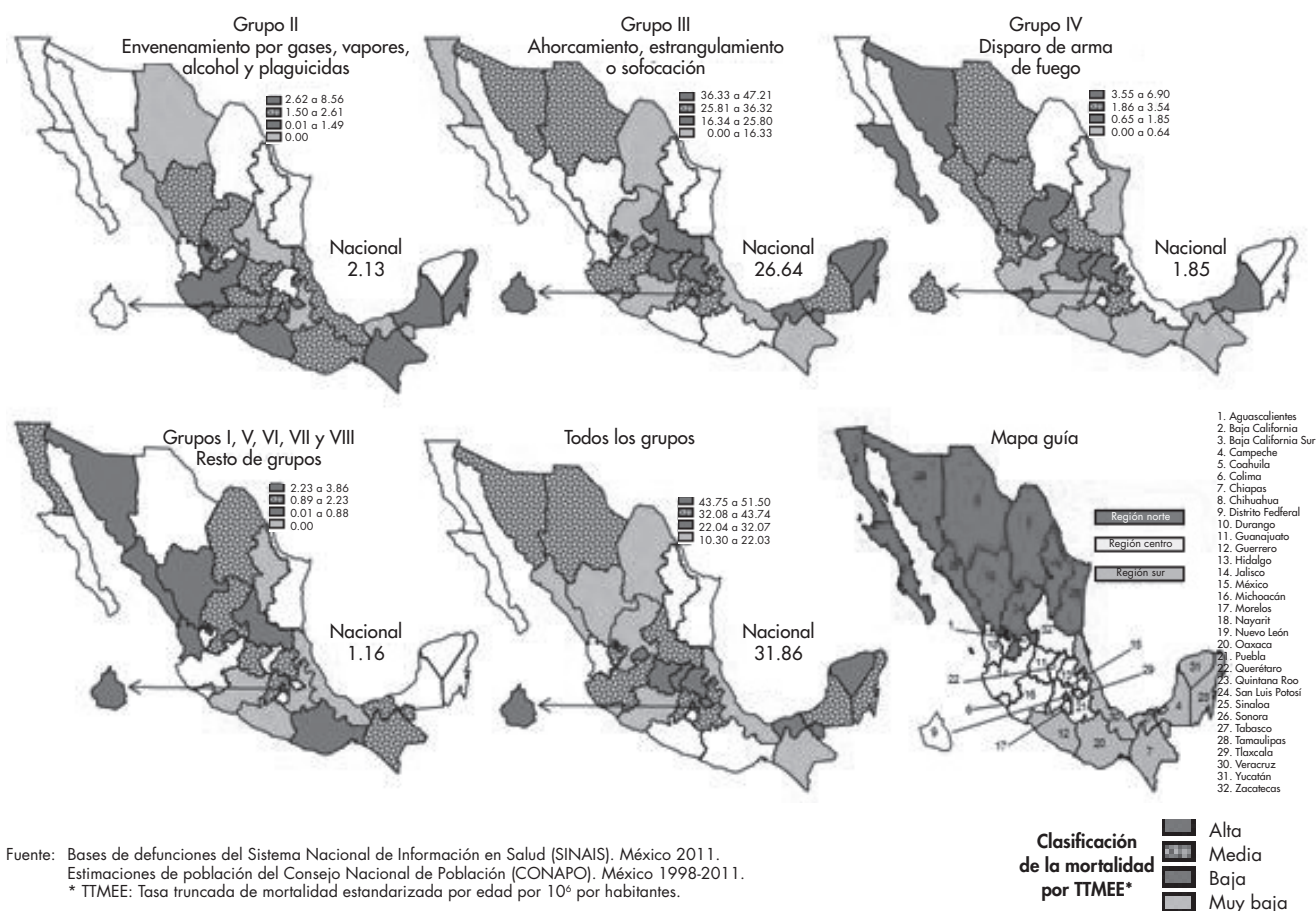 Grupo II
Envenenamiento por gases, vapores,
alcohol y plaguicidas
2.62 a 8.56
1.50 a 2.61
0.01 a 1.49
0.00
Nacional
2.13
Grupo III
Ahorcamiento, estrangulamiento
o sofocación
36.33 a 47.21
25.81 a 36.32
16.34 a 25.80
0.00 a 16.33
Nacional
26.64
Grupo IV
Disparo de arma
de fuego
3.55 a 6.90
1.86 a 3.54
0.65 a 1.85
0.00 a 0.64
Nacional
1.85
Grupos I, V, VI, VII y VIII
Resto de grupos
2.23 a 3.86
0.89 a 2.23
0.01 a 0.88
0.00
Nacional
1.16
Todos los grupos
43.75 a 51.50
32.08 a 43.74
22.04 a 32.07
10.30 a 22.03
Nacional
31.86
Mapa guía
Región norte
Región centro
Región sur
1
22
9
17
11
16
12
20
7
4
31
15
29
1. Aguascalientes
2. Baja California
3. Baja California Sur
4. Campeche
5. Coahuila
6. Colima
7. Chiapas
8. Chihuahua
9. Distrito Fedferal
10. Durango
11. Guanajuato
12. Guerrero
13. Hidalgo
14. Jalisco
15. México
16. Michoacán
17. Morelos
18. Nayarit
19. Nuevo León
20. Oaxaca
21. Puebla
22. Querétaro
23. Quintana Roo
24. San Luis Potosí
25. Sinaloa
26. Sonora
27. Tabasco
28. Tamaulipas
29. Tlaxcala
30. Veracruz
31. Yucatán
32. Zacatecas
Clasificación
de la mortalidad
por TTMEE*
Alta
Media
Baja
Muy baja
Fuente: Bases de defunciones del Sistema Nacional de Información en Salud (SINAIS). México 2011.
Estimaciones de población del Consejo Nacional de Población (CONAPO). México 1998-2011.
* TTMEE: Tasa truncada de mortalidad estandarizada por edad por 10⁶ por habitantes.